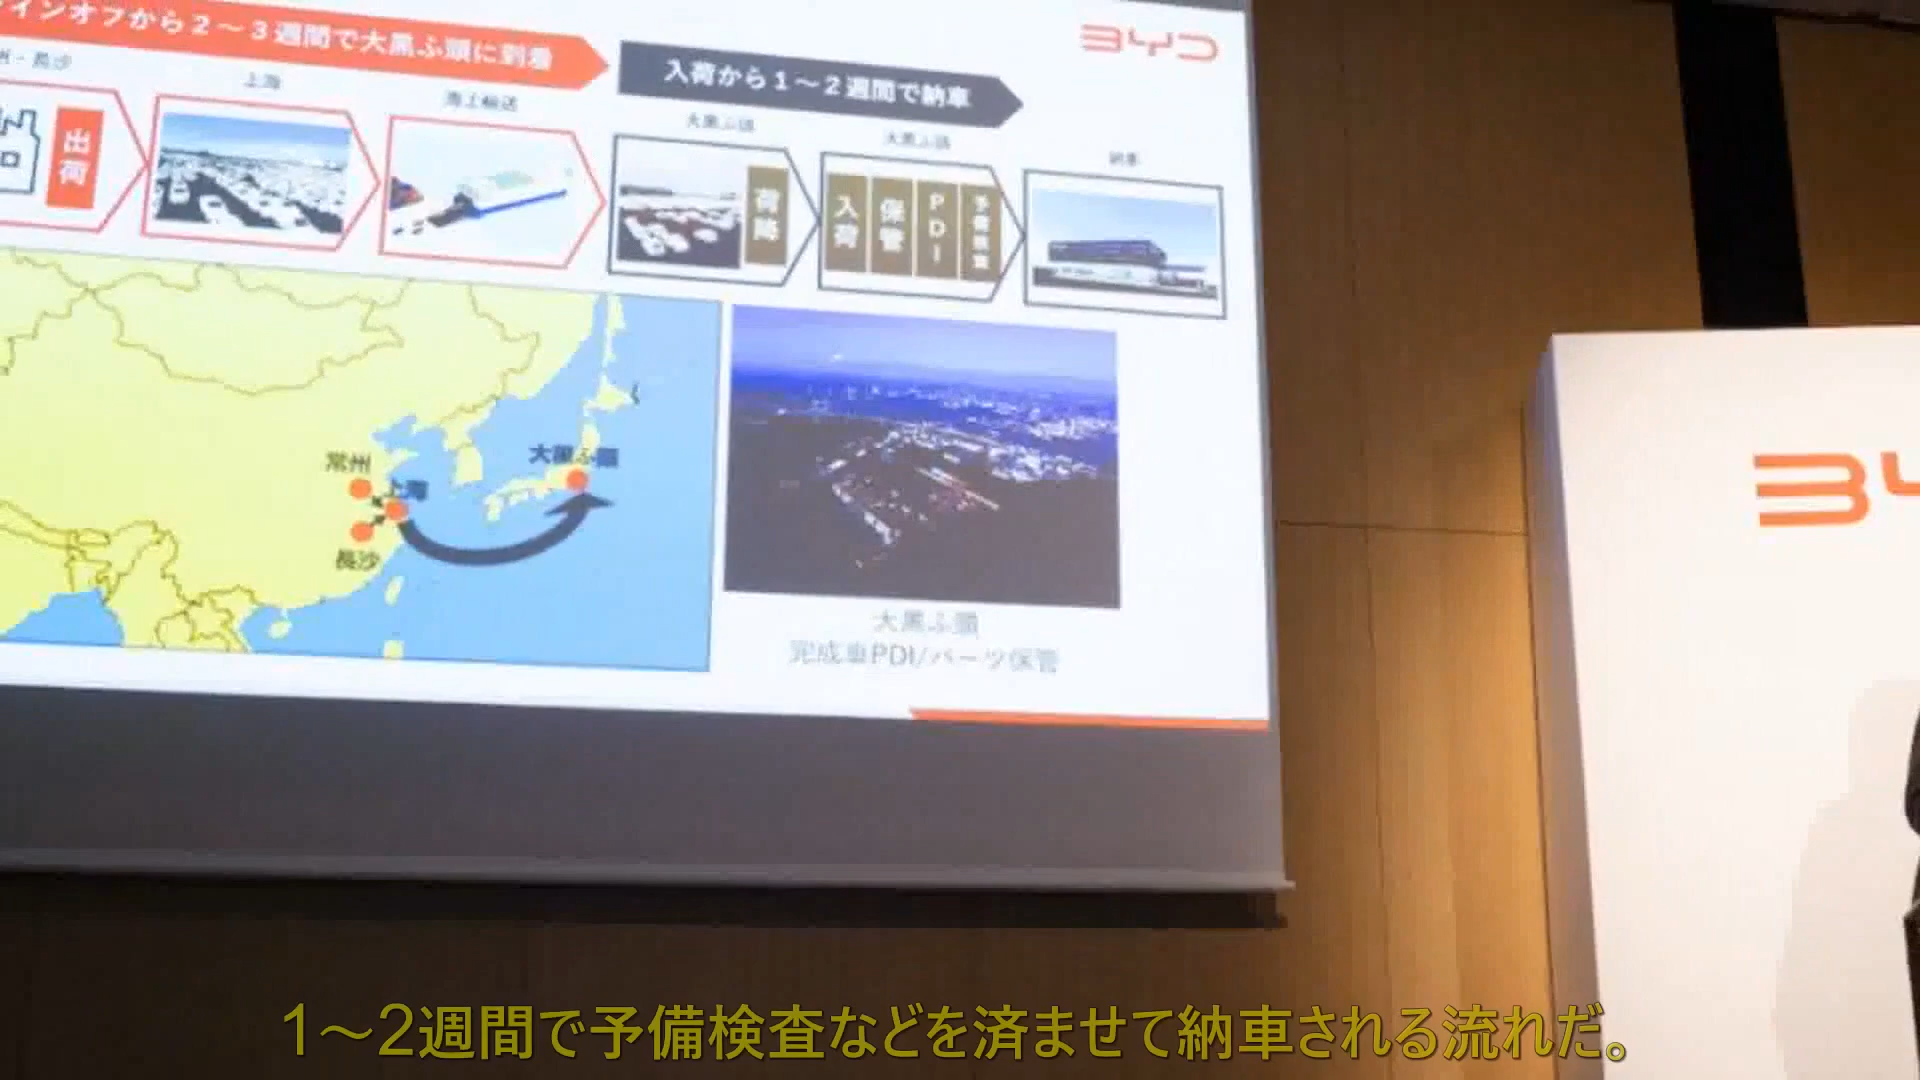 インオフから２～３週間で大黒ふ頭に到着
入荷から１～２週間で納車
BYD
州・長沙
上海
海上輸送
大黒ふ頭
大黒ふ頭
納車
出荷
荷降
入荷
保管
PDI
予備検査
常州
上海
長沙
大黒ふ頭
大黒ふ頭
完成車PDI/パーツ保管
BY
1～2週間で予備検査などを済ませて納車される流れだ。